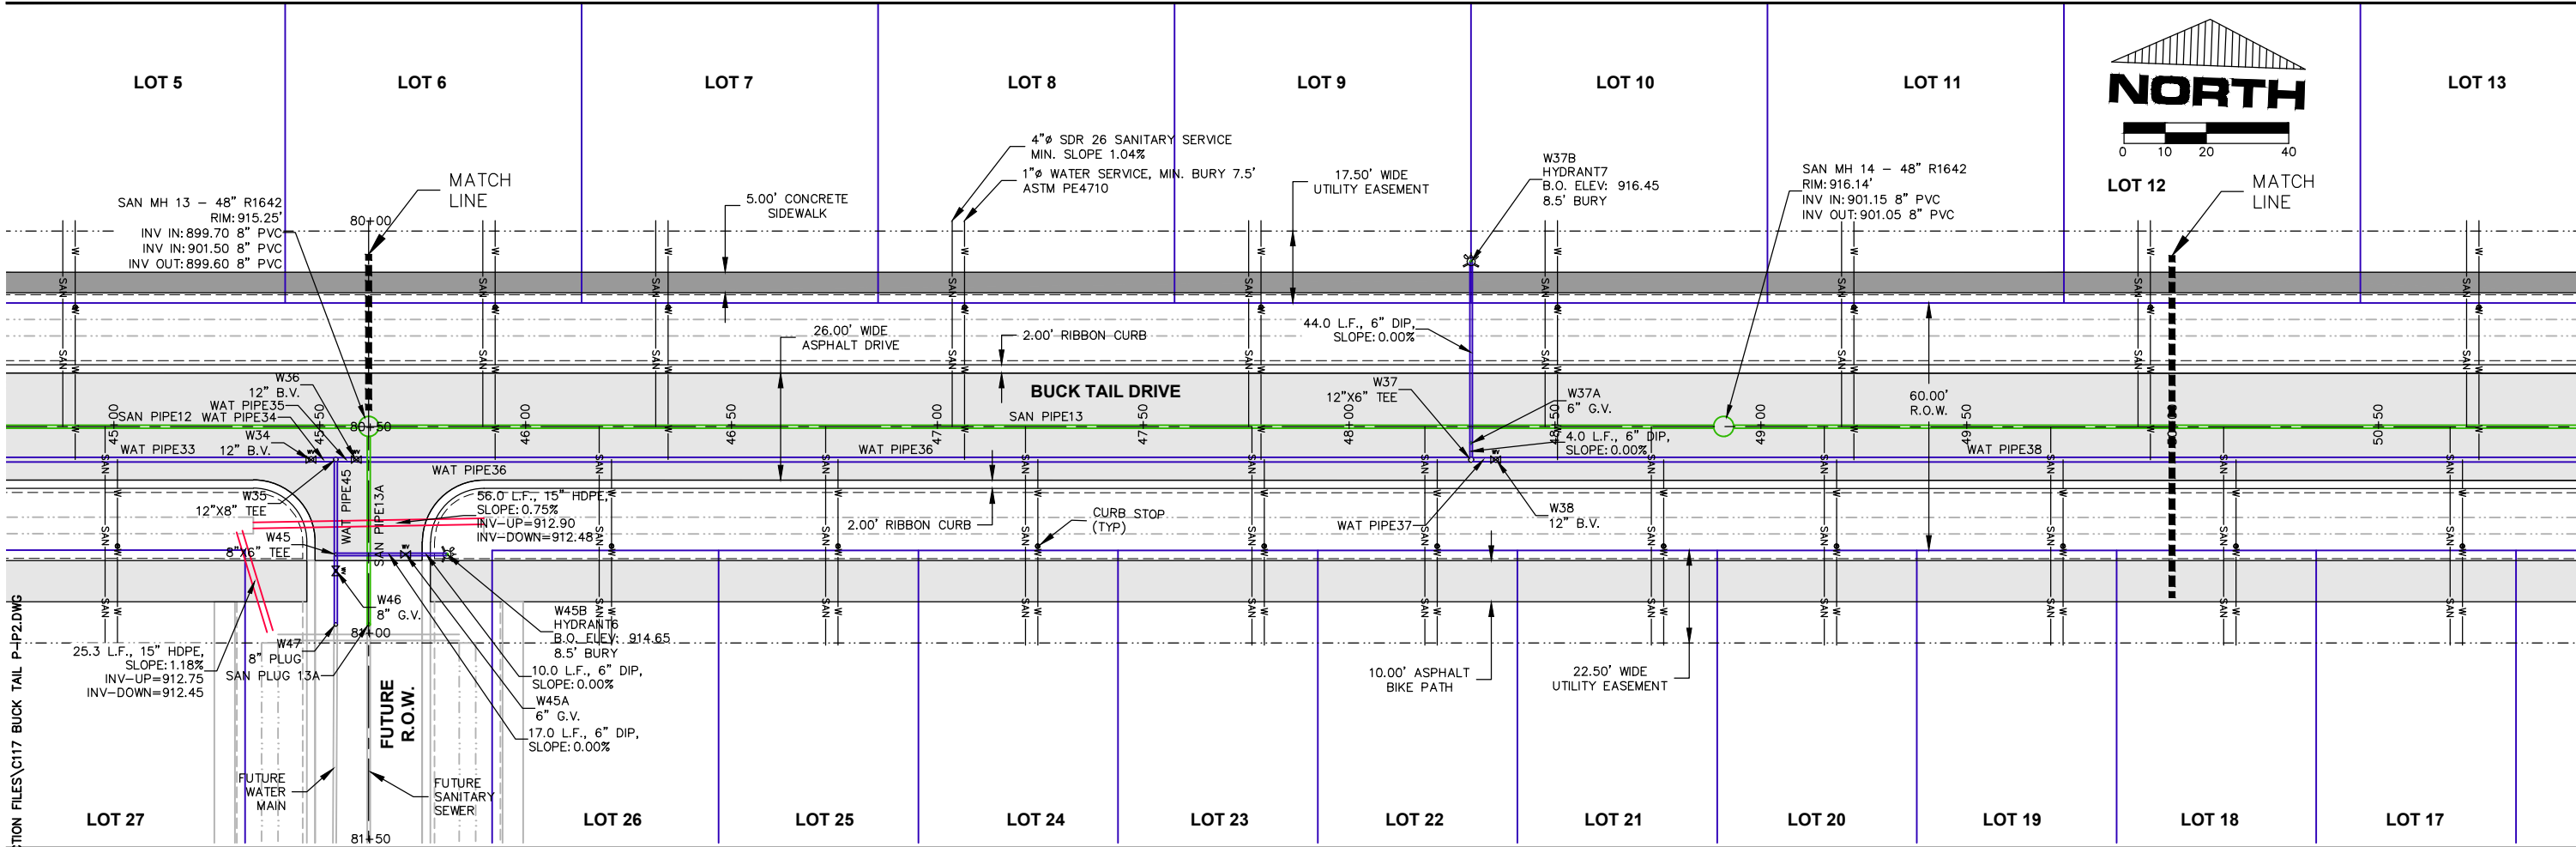 LOT 5
LOT 6
LOT 7
LOT 8
LOT 9
LOT 10
LOT 11
LOT 12
LOT 13
NORTH
0 10 20 40
MATCH
LINE
SAN MH 13 - 48" R1642
RIM: 915.25'
INV IN: 899.70 8" PVC
INV IN: 901.50 8" PVC
INV OUT: 899.60 8" PVC
80+00
5.00' CONCRETE
SIDEWALK
4"ø SDR 26 SANITARY SERVICE
MIN. SLOPE 1.04%
1"ø WATER SERVICE, MIN. BURY 7.5'
ASTM PE4710
17.50' WIDE
UTILITY EASEMENT
W37B
HYDRANT7
B.O. ELEV: 916.45
8.5' BURY
SAN MH 14 - 48" R1642
RIM: 916.14'
INV IN: 901.15 8" PVC
INV OUT: 901.05 8" PVC
MATCH
LINE
26.00' WIDE
ASPHALT DRIVE
2.00' RIBBON CURB
44.0 L.F., 6" DIP,
SLOPE: 0.00%
BUCK TAIL DRIVE
60.00'
R.O.W.
W36
12" B.V.
WAT PIPE35
SAN PIPE12
WAT PIPE34
W34
12" B.V.
WAT PIPE33
80+50
45+00
45+50
46+00
46+50
47+00
47+50
48+00
48+50
49+00
49+50
50+50
SAN PIPE13
W37
12"X6" TEE
W37A
6" G.V.
4.0 L.F., 6" DIP,
SLOPE: 0.00%
WAT PIPE36
WAT PIPE36
WAT PIPE38
WAT PIPE45
SAN PIPE13A
W35
12"X8" TEE
56.0 L.F., 15" HDPE,
SLOPE: 0.75%
INV-UP=912.90
INV-DOWN=912.48
2.00' RIBBON CURB
CURB STOP
(TYP)
WAT PIPE37
W38
12" B.V.
W45
8"X6" TEE
W46
8" G.V.
W45B
HYDRANT6
B.O. ELEV: 914.65
8.5' BURY
81+00
W47
8" PLUG
SAN PLUG 13A
25.3 L.F., 15" HDPE,
SLOPE: 1.18%
INV-UP=912.75
INV-DOWN=912.45
10.0 L.F., 6" DIP,
SLOPE: 0.00%
W45A
6" G.V.
17.0 L.F., 6" DIP,
SLOPE: 0.00%
10.00' ASPHALT
BIKE PATH
22.50' WIDE
UTILITY EASEMENT
FUTURE
R.O.W.
FUTURE
WATER
MAIN
FUTURE
SANITARY
SEWER
81+50
LOT 27
LOT 26
LOT 25
LOT 24
LOT 23
LOT 22
LOT 21
LOT 20
LOT 19
LOT 18
LOT 17
TION FILES\C117 BUCK TAIL P-P2.DWG